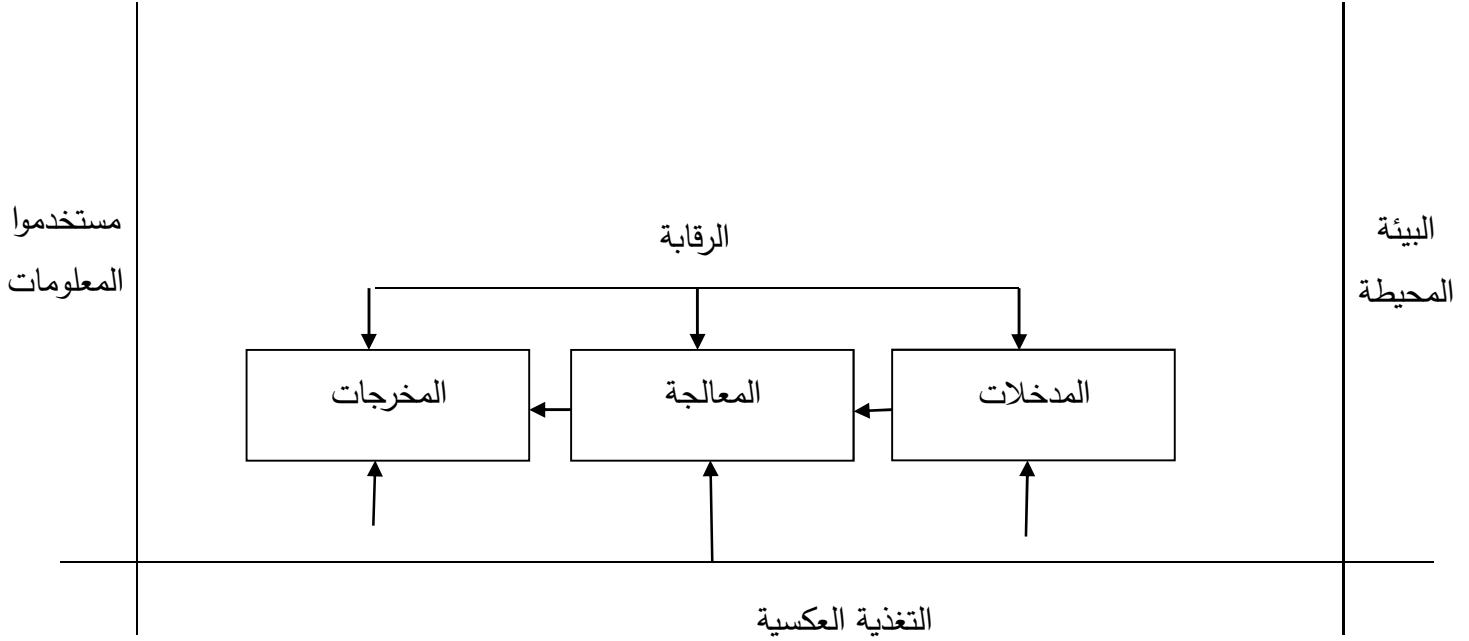 البيئة
المحيطة
مستخدموا
المعلومات
الرقابة
المدخلات
المعالجة
المخرجات
التغذية العكسية